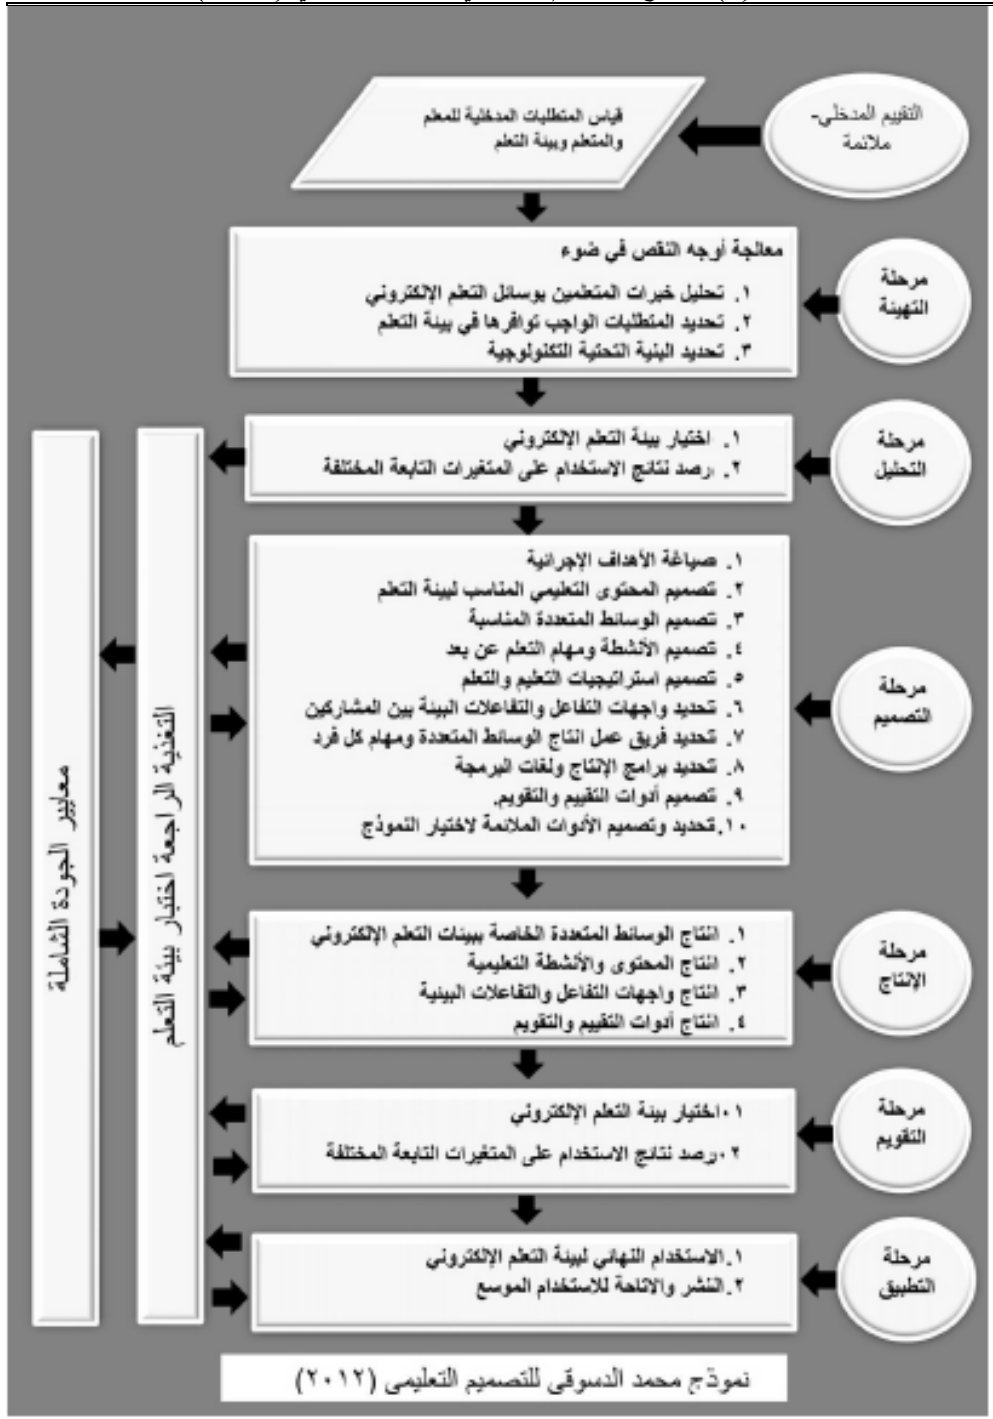 التقييم المدخلي-
ملائمة
قياس المتطلبات المدخلية للمعلم
والمتعلم وبيئة التعلم
مرحلة
التهيئة
معالجة أوجه النقص في ضوء
١. تحليل خبرات المتعلمين بوسائل التعلم الإلكتروني
٢. تحديد المتطلبات الواجب توافرها في بيئة التعلم
٣. تحديد البنية التحتية التكنولوجية
مرحلة
التحليل
١. اختيار بيئة التعلم الإلكتروني
٢. رصد نتائج الاستخدام على المتغيرات التابعة المختلفة
مرحلة
التصميم
١. صياغة الأهداف الإجرائية
٢. تصميم المحتوى التعليمي المناسب لبيئة التعلم
٣. تصميم الوسائط المتعددة المناسبة
٤. تصميم الأنشطة ومهام التعلم عن بعد
٥. تصميم استراتيجيات التعليم والتعلم
٦. تحديد واجهات التفاعل والتفاعلات البينة بين المشاركين
٧. تحديد فريق عمل انتاج الوسائط المتعددة ومهام كل فرد
٨. تحديد برامج الإنتاج ولغات البرمجة
٩. تصميم أدوات التقييم والتقويم.
١٠.تحديد وتصميم الأدوات الملائمة لاختيار النموذج
مرحلة
الإنتاج
١. انتاج الوسائط المتعددة الخاصة ببيئات التعلم الإلكتروني
٢. انتاج المحتوى والأنشطة التعليمية
٣. انتاج واجهات التفاعل والتفاعلات البينية
٤. انتاج أدوات التقييم والتقويم
مرحلة
التقويم
٠١اختيار بيئة التعلم الإلكتروني
٠٢رصد نتائج الاستخدام على المتغيرات التابعة المختلفة
مرحلة
التطبيق
١.الاستخدام النهائي لبيئة التعلم الإلكتروني
٢.النشر والاتاحة للاستخدام الموسع
التغذية الراجعة اختبار بيئة التعلم
معايير الجودة الشاملة
نموذج محمد الدسوقي للتصميم التعليمي (٢٠١٢)